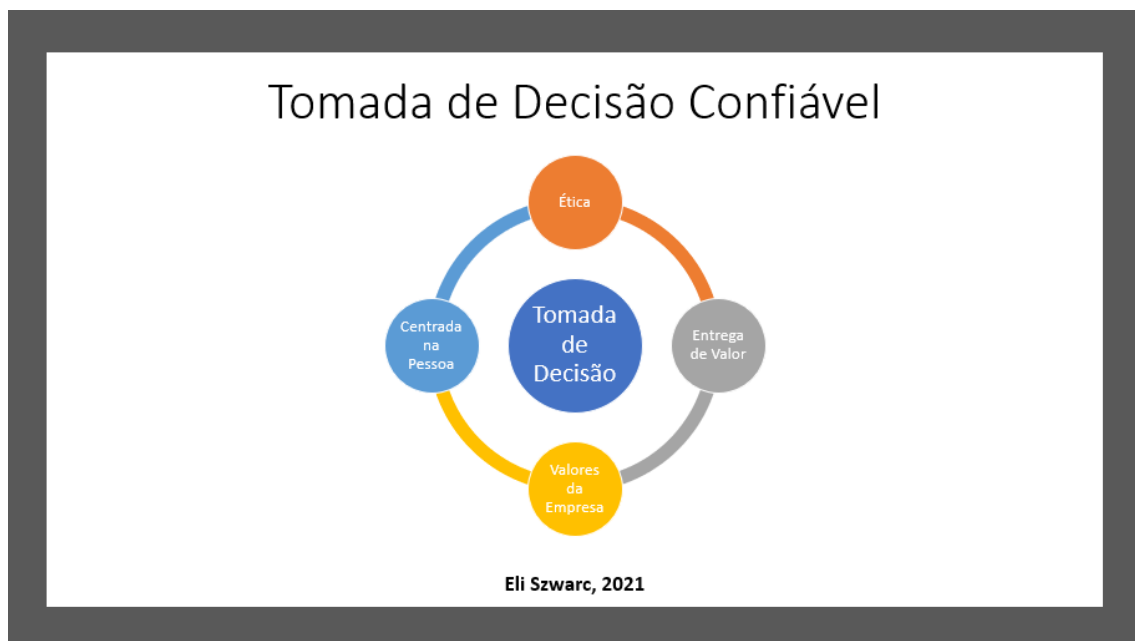 Tomada de Decisão Confiável
Ética
Centrada
na
Pessoa
Tomada
de
Decisão
Entrega
de Valor
Valores
da
Empresa
Eli Szwarc, 2021